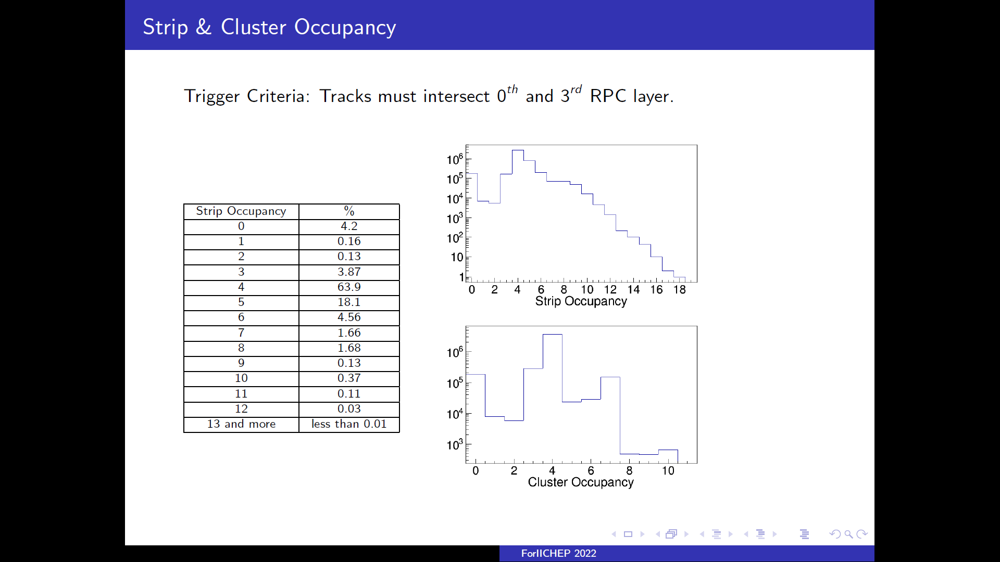 Strip & Cluster Occupancy
Trigger Criteria: Tracks must intersect 0th and 3rd RPC layer.
Strip Occupancy %
0 4.2
1 0.16
2 0.13
3 3.87
4 63.9
5 18.1
6 4.56
7 1.66
8 1.68
9 0.13
10 0.37
11 0.11
12 0.03
13 and more less than 0.01
10^6
10^5
10^4
10^3
10^2
10
1
0 2 4 6 8 10 12 14 16 18
Strip Occupancy
10^6
10^5
10^4
10^3
0 2 4 6 8 10
Cluster Occupancy
ForIICHEP 2022